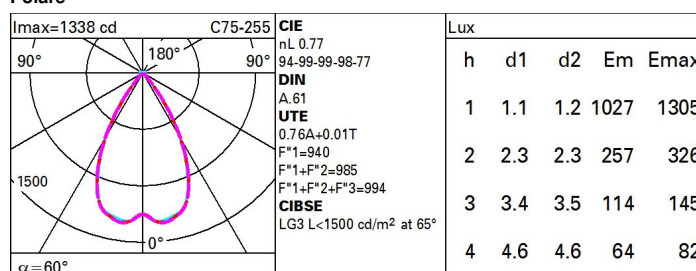 Imax=1338 cd C75-255
90° 180° 90°
1500
0°
α=60°
CIE
nL 0.77
94-99-99-98-77
DIN
A.61
UTE
0.76A+0.01T
F"1=940
F"1+F"2=985
F"1+F"2+F"3=994
CIBSE
LG3 L<1500 cd/m² at 65°
Lux
h d1 d2 Em Emax
1 1.1 1.2 1027 1305
2 2.3 2.3 257 326
3 3.4 3.5 114 145
4 4.6 4.6 64 82